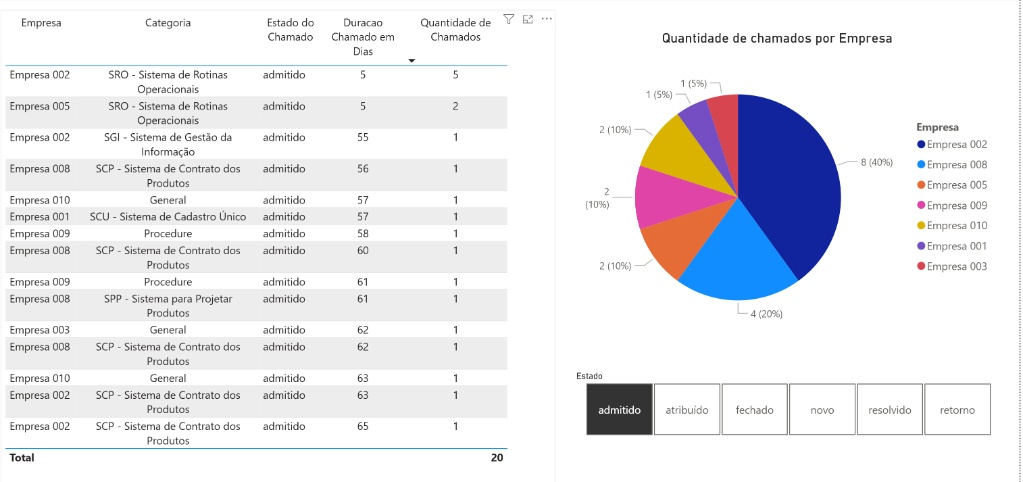 Empresa Categoria Estado do Chamado Duracao Chamado em Dias Quantidade de Chamados
Empresa 002 SRO - Sistema de Rotinas Operacionais admitido 5 5
Empresa 005 SRO - Sistema de Rotinas Operacionais admitido 5 2
Empresa 002 SGI - Sistema de Gestão da Informação admitido 55 1
Empresa 008 SCP - Sistema de Contrato dos Produtos admitido 56 1
Empresa 010 General admitido 57 1
Empresa 001 SCU - Sistema de Cadastro Único admitido 57 1
Empresa 009 Procedure admitido 58 1
Empresa 008 SCP - Sistema de Contrato dos Produtos admitido 60 1
Empresa 009 Procedure admitido 61 1
Empresa 008 SPP - Sistema para Projetar Produtos admitido 61 1
Empresa 003 General admitido 62 1
Empresa 008 SCP - Sistema de Contrato dos Produtos admitido 62 1
Empresa 010 General admitido 63 1
Empresa 002 SCP - Sistema de Contrato dos Produtos admitido 63 1
Empresa 002 SCP - Sistema de Contrato dos Produtos admitido 65 1
Total 20
Quantidade de chamados por Empresa
1 (5%)
1 (5%)
2 (10%)
2 (10%)
2 (10%)
4 (20%)
8 (40%)
Empresa
Empresa 002
Empresa 008
Empresa 005
Empresa 009
Empresa 010
Empresa 001
Empresa 003
Estado
admitido atribuído fechado novo resolvido retorno